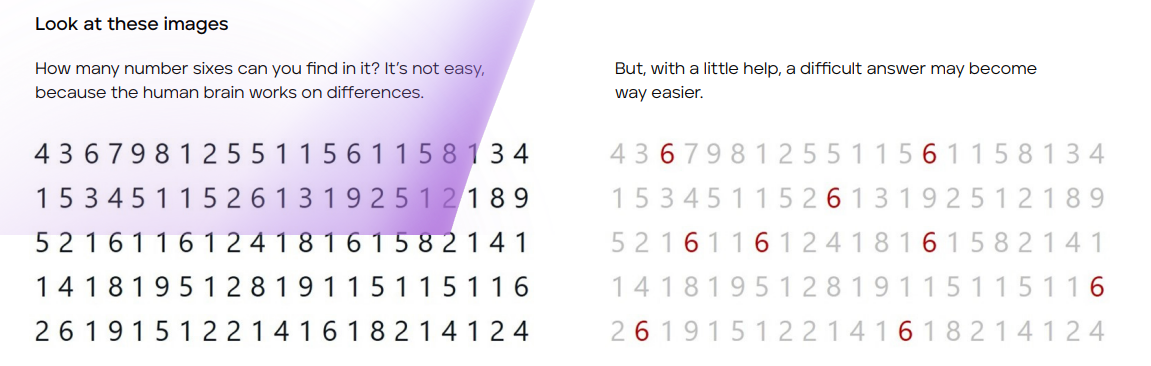 Look at these images
How many number sixes can you find in it? It's not easy,
because the human brain works on differences.
4 3 6 7 9 8 1 2 5 5 1 1 5 6 1 1 5 8 1 3 4
1 5 3 4 5 1 1 5 2 6 1 3 1 9 2 5 1 2 1 8 9
5 2 1 6 1 1 6 1 2 4 1 8 1 6 1 5 8 2 1 4 1
1 4 1 8 1 9 5 1 2 8 1 9 1 1 5 1 1 5 1 1 6
2 6 1 9 1 5 1 2 2 1 4 1 6 1 8 2 1 4 1 2 4
But, with a little help, a difficult answer may become
way easier.
4 3 6 7 9 8 1 2 5 5 1 1 5 6 1 1 5 8 1 3 4
1 5 3 4 5 1 1 5 2 6 1 3 1 9 2 5 1 2 1 8 9
5 2 1 6 1 1 6 1 2 4 1 8 1 6 1 5 8 2 1 4 1
1 4 1 8 1 9 5 1 2 8 1 9 1 1 5 1 1 5 1 1 6
2 6 1 9 1 5 1 2 2 1 4 1 6 1 8 2 1 4 1 2 4